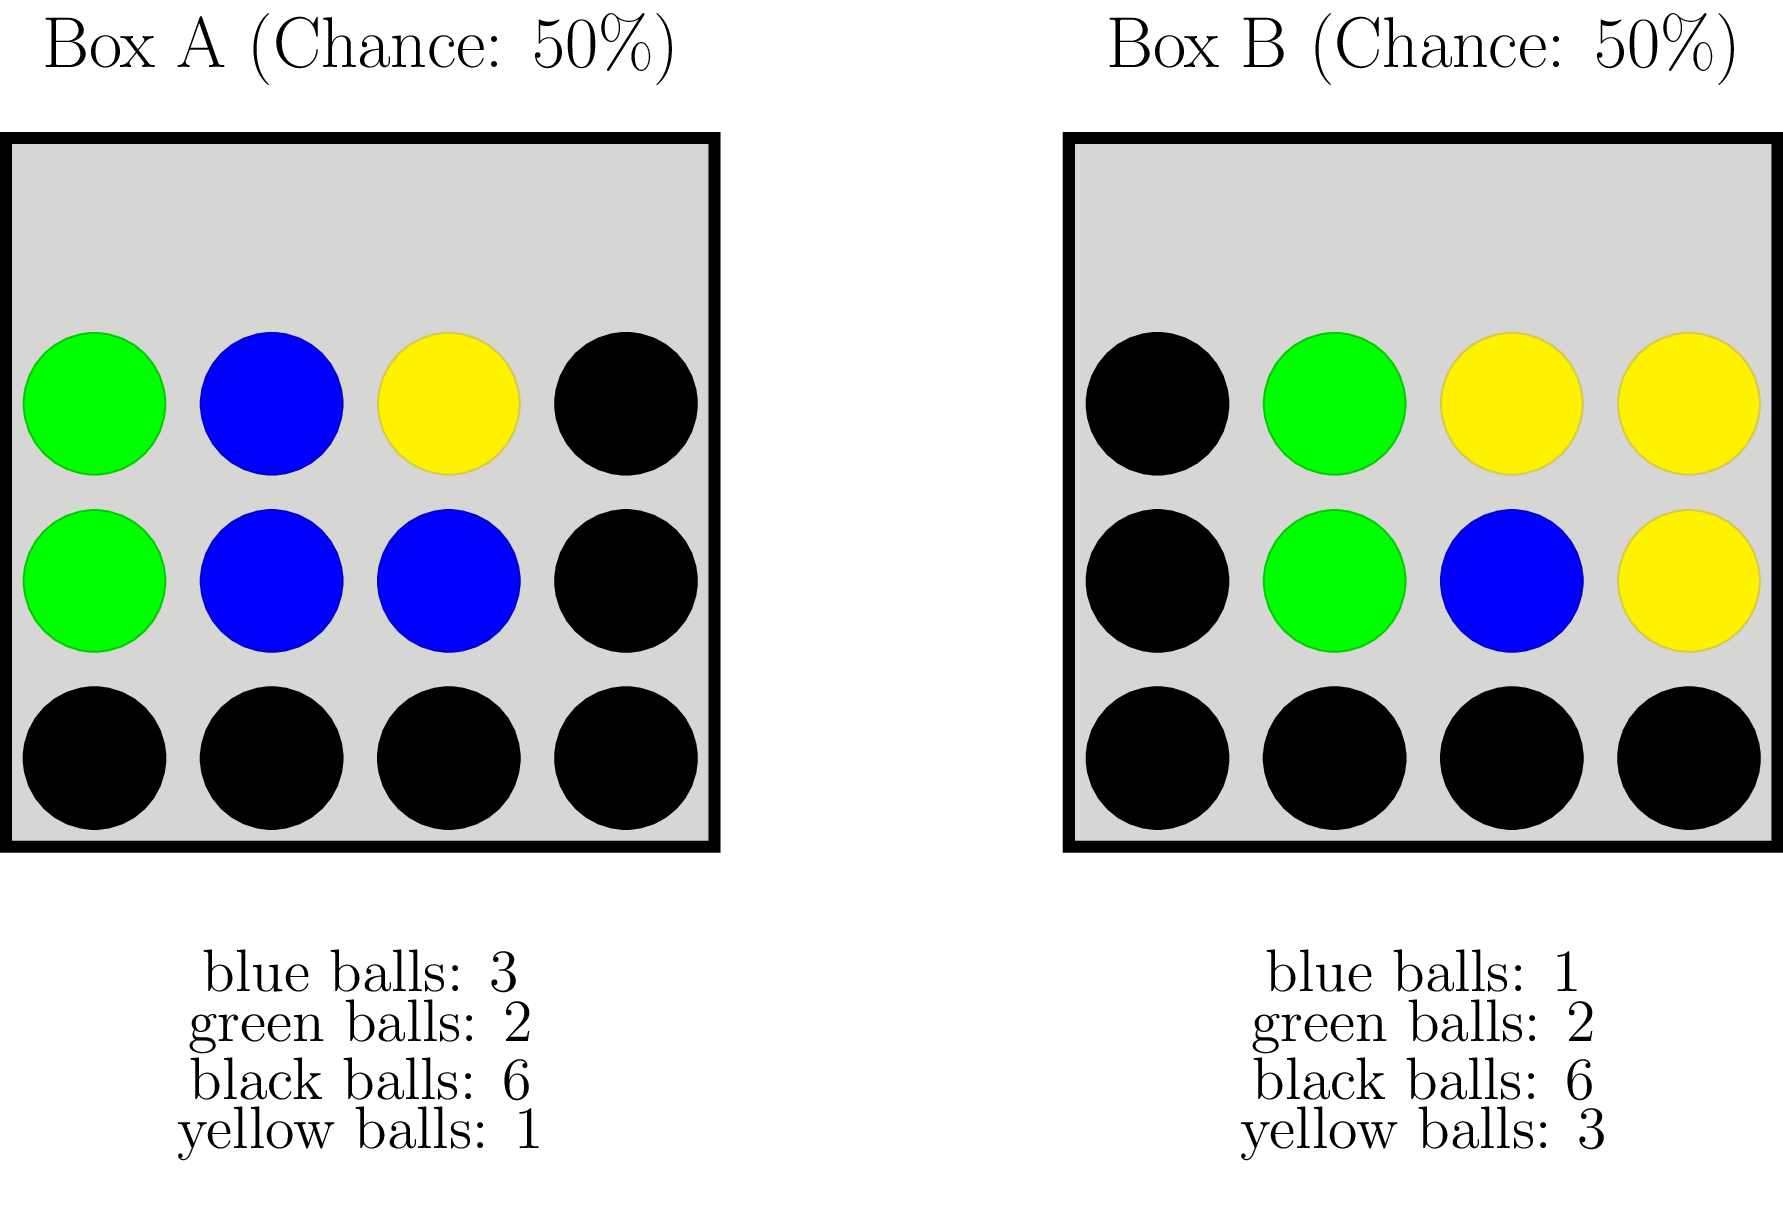 Box A (Chance: 50%)
Box B (Chance: 50%)
blue balls: 3
green balls: 2
black balls: 6
yellow balls: 1
blue balls: 1
green balls: 2
black balls: 6
yellow balls: 3